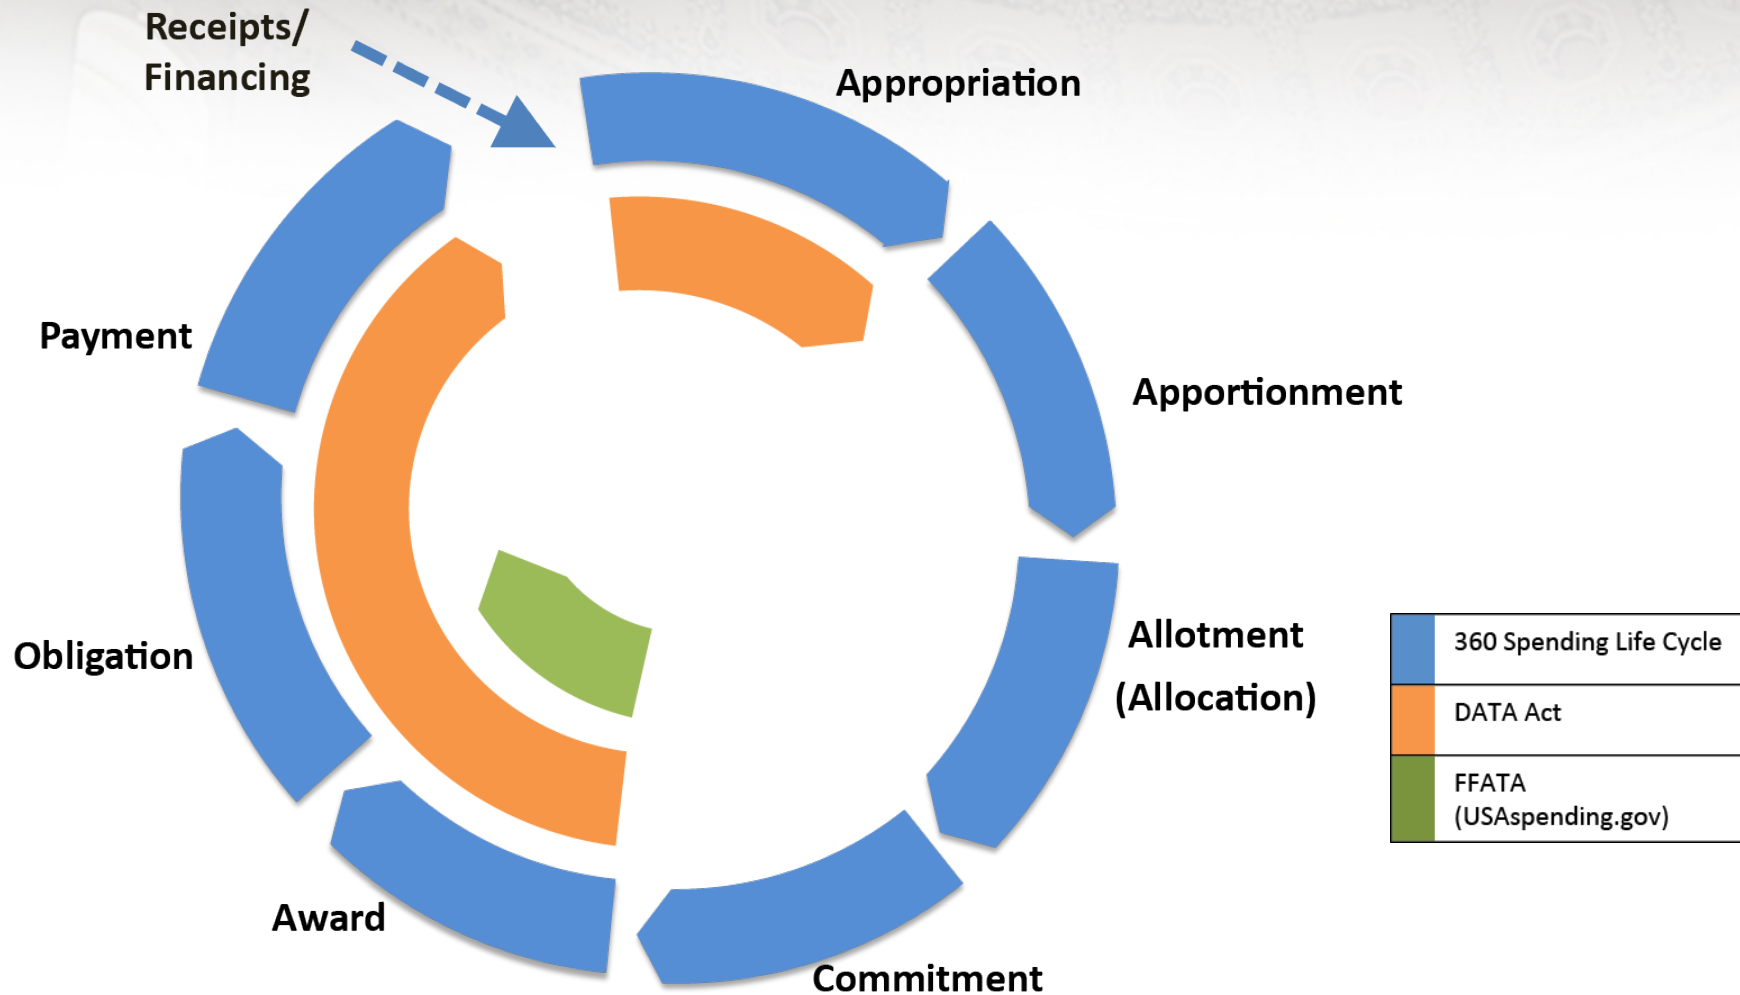 Receipts/
Financing
Appropriation
Apportionment
Allotment
(Allocation)
Commitment
Award
Obligation
Payment
360 Spending Life Cycle
DATA Act
FFATA
(USAspending.gov)